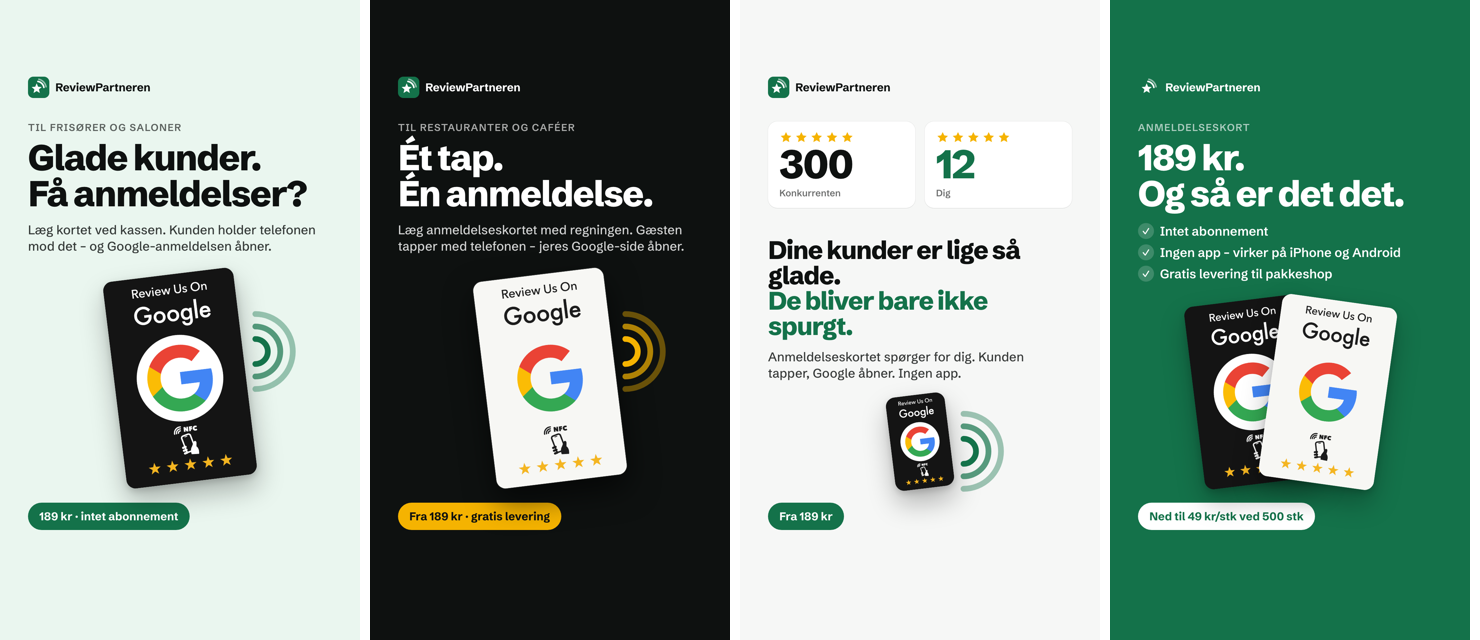 ReviewPartneren
TIL FRISØRER OG SALONER
Glade kunder.
Få anmeldelser?
Læg kortet ved kassen. Kunden holder telefonen
mod det – og Google-anmeldelsen åbner.
Review Us On
Google
NFC
189 kr · intet abonnement
ReviewPartneren
TIL RESTAURANTER OG CAFÉER
Ét tap.
Én anmeldelse.
Læg anmeldelseskortet med regningen. Gæsten
tapper med telefonen – jeres Google-side åbner.
Review Us On
Google
NFC
Fra 189 kr · gratis levering
ReviewPartneren
300
Konkurrenten
12
Dig
Dine kunder er lige så
glade.
De bliver bare ikke
spurgt.
Anmeldelseskortet spørger for dig. Kunden
tapper, Google åbner. Ingen app.
Review Us On
Google
NFC
Fra 189 kr
ReviewPartneren
ANMELDELSESKORT
189 kr.
Og så er det det.
Intet abonnement
Ingen app – virker på iPhone og Android
Gratis levering til pakkeshop
Review Us On
Google
Review Us On
Google
NFC
Ned til 49 kr/stk ved 500 stk